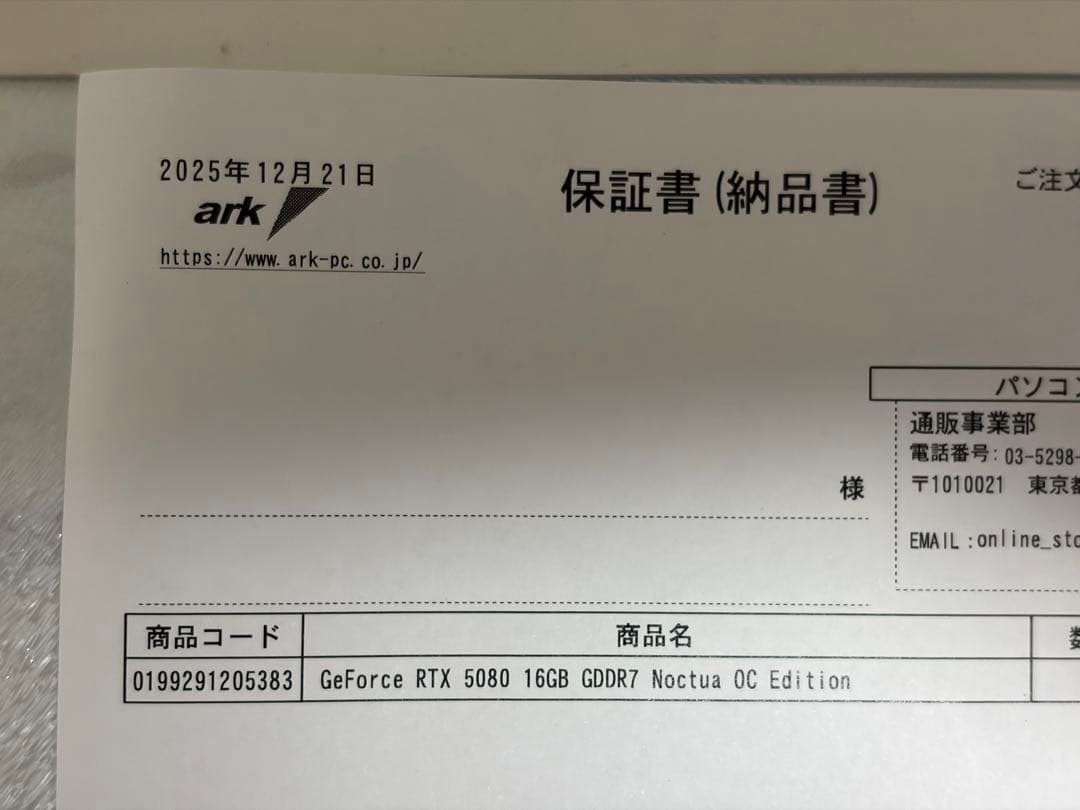 2025年12月21日
ark
https://www.ark-pc.co.jp/
保証書(納品書)
ご注文
パソコン
通販事業部
電話番号:03-5298-
〒1010021 東京都
EMAIL:online_sto
様
商品コード 商品名 数
0199291205383 GeForce RTX 5080 16GB GDDR7 Noctua OC Edition